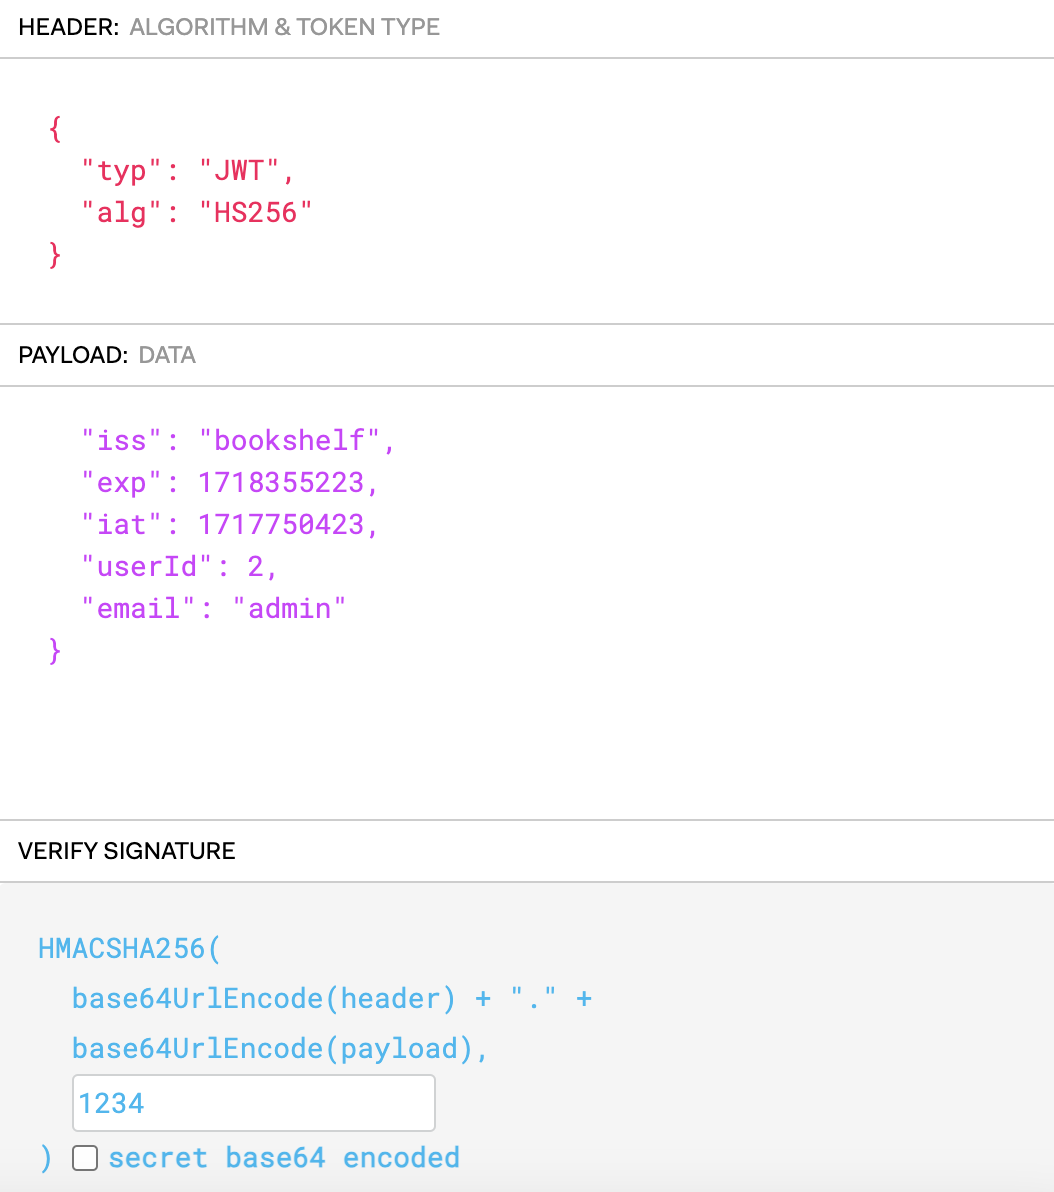 HEADER: ALGORITHM & TOKEN TYPE
{
"typ": "JWT",
"alg": "HS256"
}
PAYLOAD: DATA
"iss": "bookshelf",
"exp": 1718355223,
"iat": 1717750423,
"userId": 2,
"email": "admin"
}
VERIFY SIGNATURE
HMACSHA256(
base64UrlEncode(header) + "." +
base64UrlEncode(payload),
1234
) secret base64 encoded